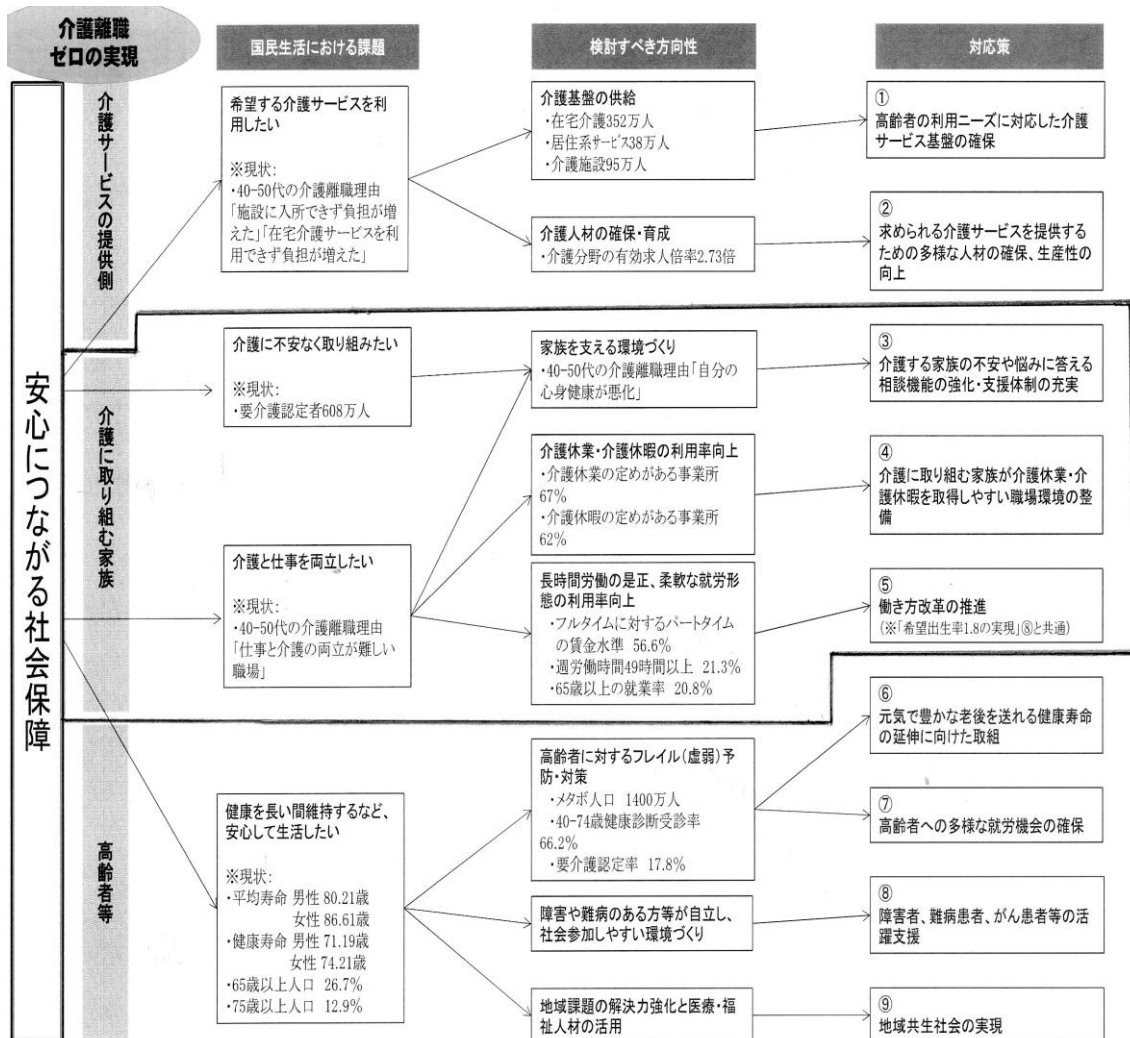 介護離職
ゼロの実現
国民生活における課題
検討すべき方向性
対応策
安心につながる社会保障
介護サービスの提供側
希望する介護サービスを利
用したい
※現状:
・40-50代の介護離職理由
「施設に入所できず負担が増
えた」「在宅介護サービスを利
用できず負担が増えた」
介護基盤の供給
・在宅介護352万人
・居住系サービス38万人
・介護施設95万人
①
高齢者の利用ニーズに対応した介護
サービス基盤の確保
介護人材の確保・育成
・介護分野の有効求人倍率2.73倍
②
求められる介護サービスを提供する
ための多様な人材の確保、生産性の
向上
介護に取り組む家族
介護に不安なく取り組みたい
※現状:
・要介護認定者608万人
家族を支える環境づくり
・40-50代の介護離職理由「自分の
心身健康が悪化」
③
介護する家族の不安や悩みに答える
相談機能の強化・支援体制の充実
介護休業・介護休暇の利用率向上
・介護休業の定めがある事業所
67%
・介護休暇の定めがある事業所
62%
④
介護に取り組む家族が介護休業・介
護休暇を取得しやすい職場環境の整
備
介護と仕事を両立したい
※現状:
・40-50代の介護離職理由
「仕事と介護の両立が難しい
職場」
長時間労働の是正、柔軟な就労形
態の利用率向上
・フルタイムに対するパートタイム
の賃金水準 56.6%
・週労働時間49時間以上 21.3%
・65歳以上の就業率 20.8%
⑤
働き方改革の推進
(※「希望出生率1.8の実現」⑧と共通)
高齢者等
健康を長い間維持するなど、
安心して生活したい
※現状:
・平均寿命 男性 80.21歳
女性 86.61歳
・健康寿命 男性 71.19歳
女性 74.21歳
・65歳以上人口 26.7%
・75歳以上人口 12.9%
高齢者に対するフレイル(虚弱)予
防・対策
・メタボ人口 1400万人
・40-74歳健康診断受診率
66.2%
・要介護認定率 17.8%
⑥
元気で豊かな老後を送れる健康寿命
の延伸に向けた取組
⑦
高齢者への多様な就労機会の確保
障害や難病のある方等が自立し、
社会参加しやすい環境づくり
⑧
障害者、難病患者、がん患者等の活
躍支援
地域課題の解決力強化と医療・福
祉人材の活用
⑨
地域共生社会の実現